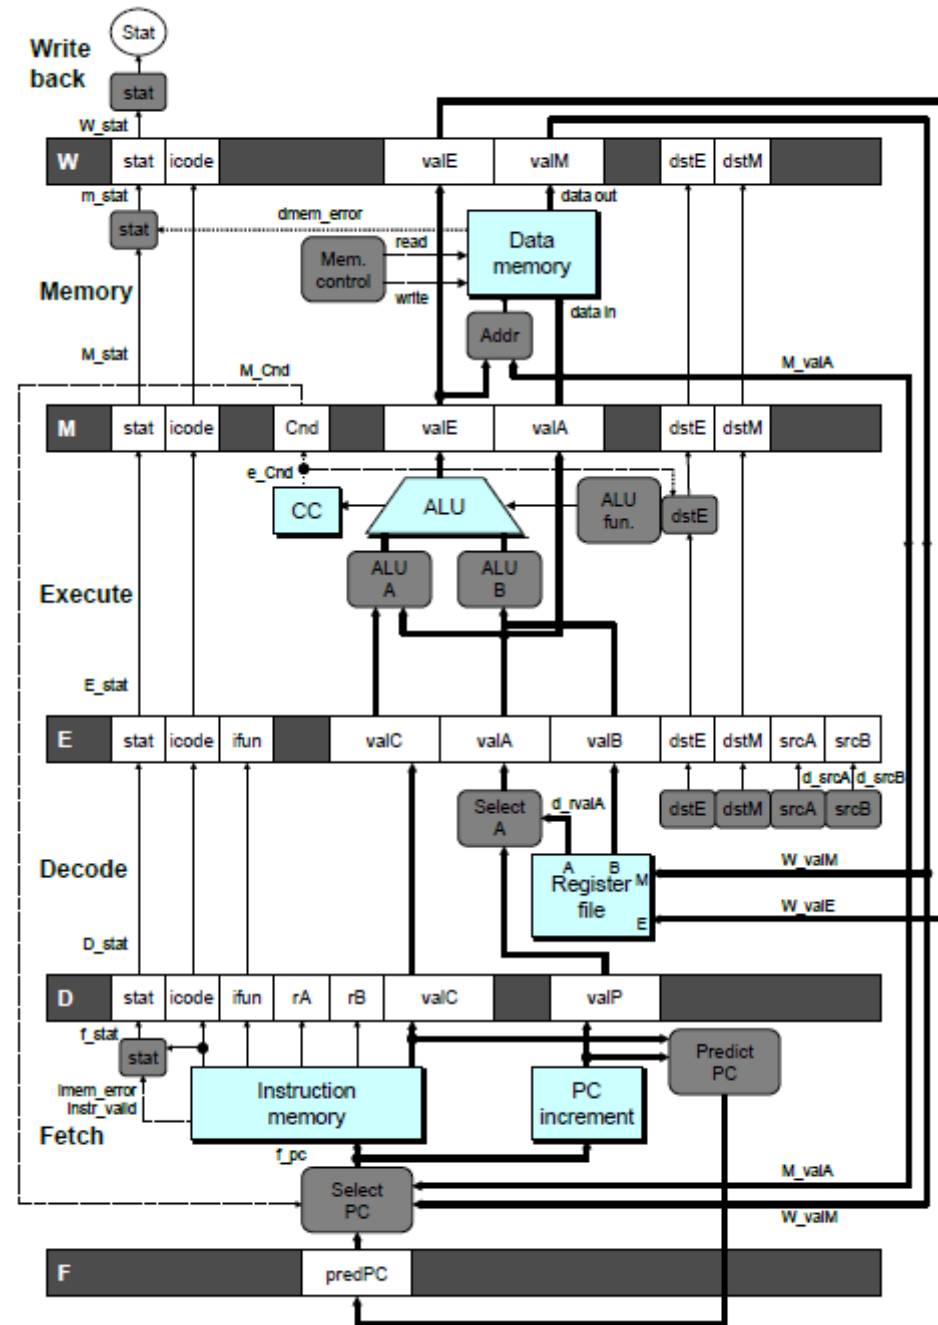 Stat
Write
back
stat
W_stat
W stat icode valE valM dstE dstM
m_stat
data out
dmem_error
stat
read
Data
memory
Mem.
control
write
data in
Memory
Addr
M_stat
M_Cnd
M_valA
M stat icode Cnd valE valA dstE dstM
e_Cnd
CC
ALU
ALU
fun.
dstE
ALU
A
ALU
B
Execute
E_stat
E stat icode ifun valC valA valB dstE dstM srcA srcB
d_srcA d_srcB
Select
A
d_rvalA
dstE dstM srcA srcB
Decode
A B
M
Register
file
E
W_valM
W_valE
D_stat
D stat icode ifun rA rB valC valP
f_stat
stat
Predict
PC
Imem_error
Instr_valid
Instruction
memory
PC
increment
Fetch
f_pc
M_valA
Select
PC
W_valM
F predPC